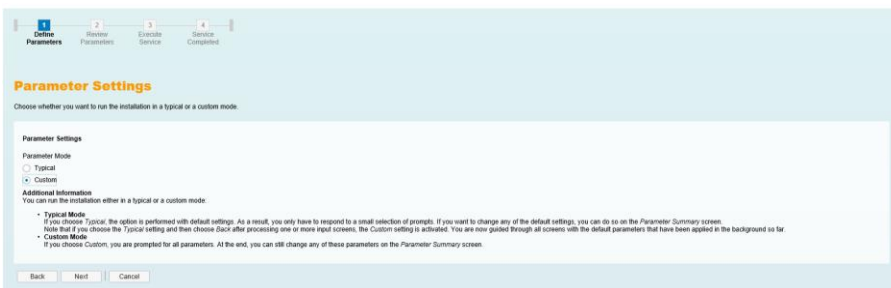 1 2 3 4
Define Parameters Review Parameters Execute Service Service Completed
Parameter Settings
Choose whether you want to run the installation in a typical or a custom mode.
Parameter Settings
Parameter Mode
Typical
Custom
Additional Information
You can run the installation either in a typical or a custom mode:
• Typical Mode
If you choose Typical, the option is performed with default settings. As a result, you only have to respond to a small selection of prompts. If you want to change any of the default settings, you can do so on the Parameter Summary screen.
Note that if you choose the Typical setting and then choose Back after processing one or more input screens, the Custom setting is activated. You are now guided through all screens with the default parameters that have been applied in the background so far.
• Custom Mode
If you choose Custom, you are prompted for all parameters. At the end, you can still change any of these parameters on the Parameter Summary screen.
Back Next Cancel